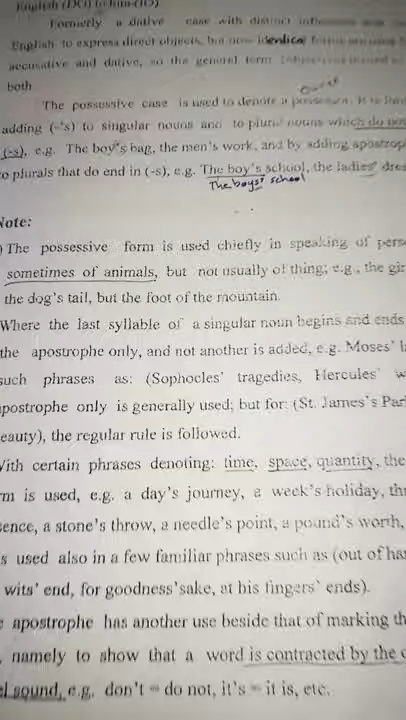 English (DO) to him (IO)
Formerly a dative case with distinct
English to express direct objects, but now identical
accusative and dative, so the general term
both
The possessive case is used to denote a possessor. It is
adding (-'s) to singular nouns and to plural nouns which do not
(-s), e.g. The boy's bag, the men's work, and by adding
to plurals that do end in (-s), e.g. The boy's school, the ladies'
The boys' school
Note:
) The possessive form is used chiefly in speaking of
sometimes of animals, but not usually of thing; e.g., the
the dog's tail, but the foot of the mountain.
Where the last syllable of a singular noun begins and ends
the apostrophe only, and not another is added, e.g. Moses'
such phrases as: (Sophocles' tragedies, Hercules'
apostrophe only is generally used; but for: (St. James's
eauty), the regular rule is followed.
With certain phrases denoting: time, space, quantity, the
rm is used, e.g. a day's journey, a week's holiday,
sence, a stone's throw, a needle's point, a pound's worth,
s used also in a few familiar phrases such as (out of
wits' end, for goodness'sake, at his fingers' ends).
e apostrophe has another use beside that of marking
, namely to show that a word is contracted by the
el sound, e.g. don't = do not, it's = it is, etc.